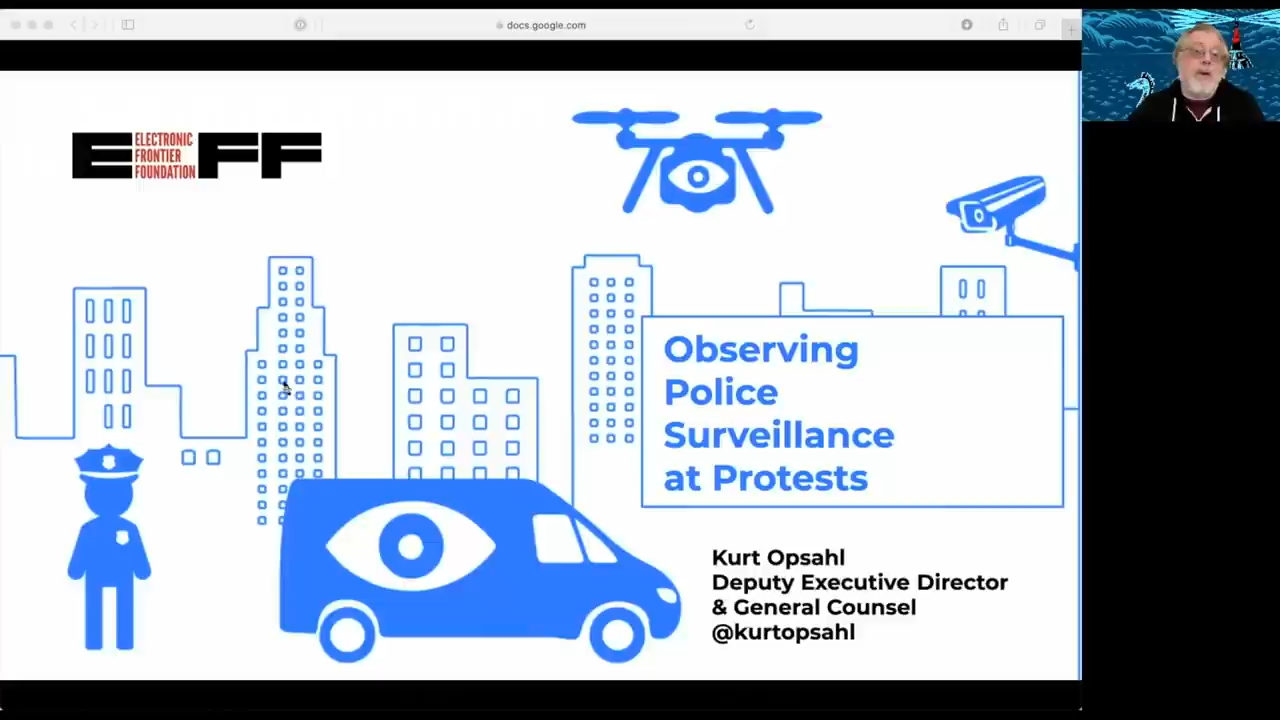 docs.google.com
EFF
ELECTRONIC
FRONTIER
FOUNDATION
Observing
Police
Surveillance
at Protests
Kurt Opsahl
Deputy Executive Director
& General Counsel
@kurtopsahl